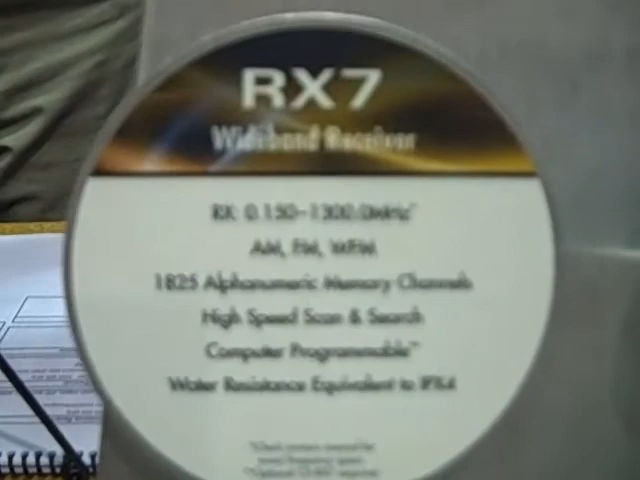 RX7
Wideband Receiver
RX: 0.150–1300.0MHz*
AM, FM, WFM
1825 Alphanumeric Memory Channels
High Speed Scan & Search
Computer Programmable**
Water Resistance Equivalent to IPX4